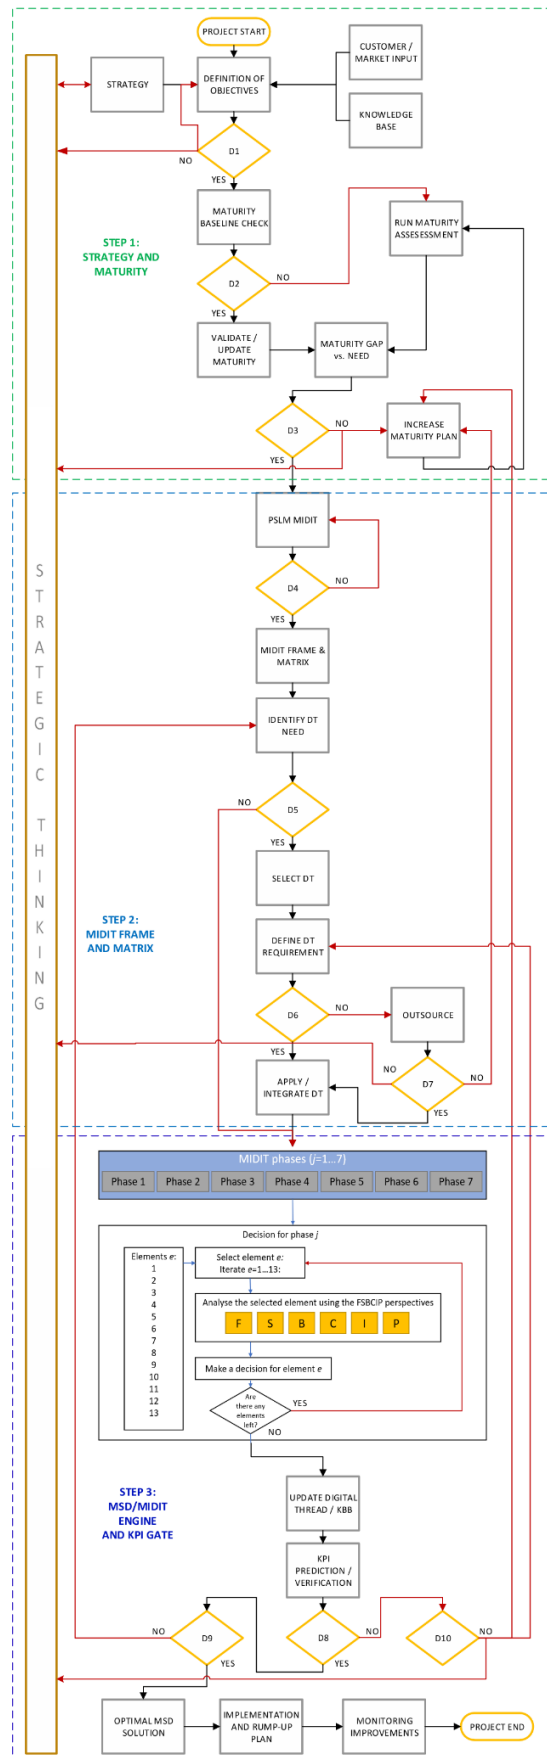 PROJECT START
CUSTOMER /
MARKET INPUT
STRATEGY
DEFINITION OF
OBJECTIVES
KNOWLEDGE
BASE
D1
NO
YES
MATURITY
BASELINE CHECK
RUN MATURITY
ASSESESSMENT
STEP 1:
STRATEGY AND
MATURITY
D2
NO
YES
VALIDATE /
UPDATE
MATURITY
MATURITY GAP
vs. NEED
D3
NO
YES
INCREASE
MATURITY PLAN
STRATEGIC THINKING
PSLM MIDIT
D4
NO
YES
MIDIT FRAME &
MATRIX
IDENTIFY DT
NEED
NO
D5
YES
SELECT DT
STEP 2:
MIDIT FRAME
AND MATRIX
DEFINE DT
REQUIREMENT
D6
NO
YES
OUTSOURCE
NO
D7
NO
YES
APPLY /
INTEGRATE DT
MIDIT phases (j=1...7)
Phase 1 Phase 2 Phase 3 Phase 4 Phase 5 Phase 6 Phase 7
Decision for phase j
Elements e:
1
2
3
4
5
6
7
8
9
10
11
12
13
Select element e:
Iterate e=1...13:
Analyse the selected element using the FSBCIP perspectives
F S B C I P
Make a decision for element e
Are
there any
elements
left?
YES
NO
STEP 3:
MSD/MIDIT
ENGINE
AND KPI GATE
UPDATE DIGITAL
THREAD / KBB
KPI
PREDICTION /
VERIFICATION
NO
D9
YES
D8
NO
YES
D10
NO
OPTIMAL MSD
SOLUTION
IMPLEMENTATION
AND RUMP-UP
PLAN
MONITORING
IMPROVEMENTS
PROJECT END